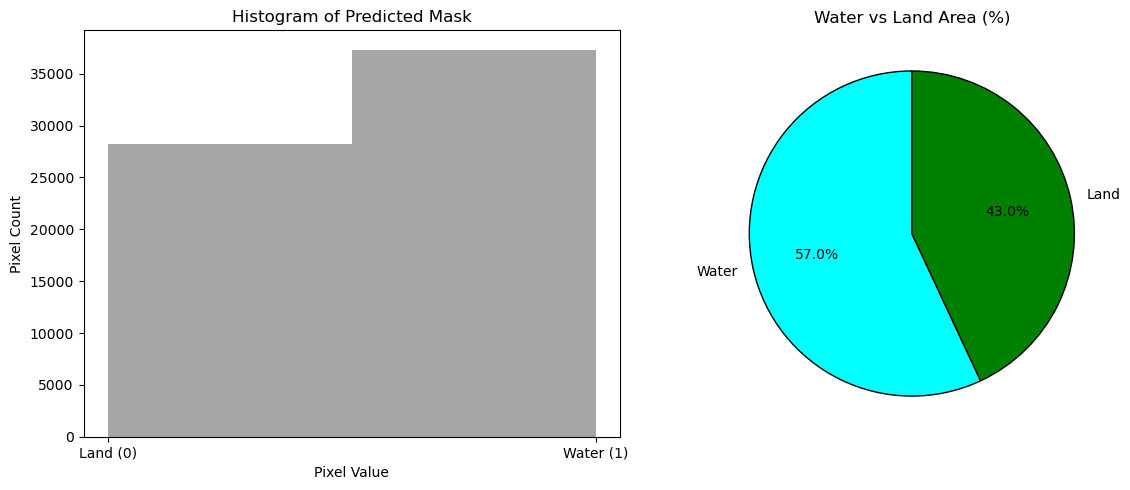 Histogram of Predicted Mask
35000
30000
25000
20000
15000
10000
5000
0
Pixel Count
Land (0)
Water (1)
Pixel Value
Water vs Land Area (%)
Land
43.0%
57.0%
Water